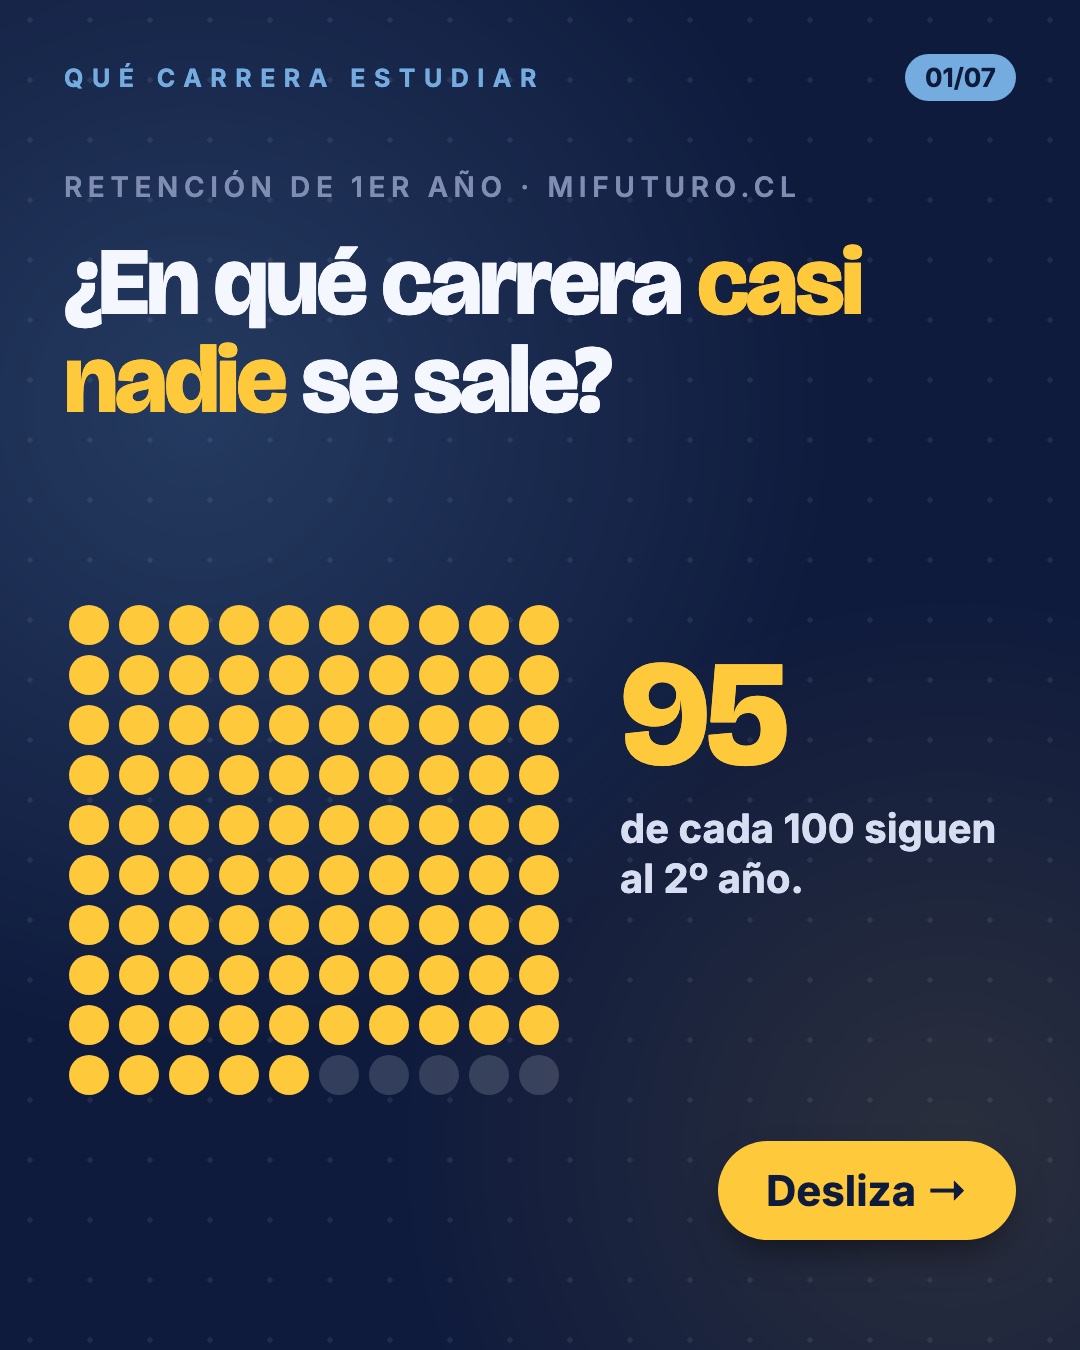 QUÉ CARRERA ESTUDIAR
01/07
RETENCIÓN DE 1ER AÑO · MIFUTURO.CL
¿En qué carrera casi
nadie se sale?
95
de cada 100 siguen
al 2º año.
Desliza →